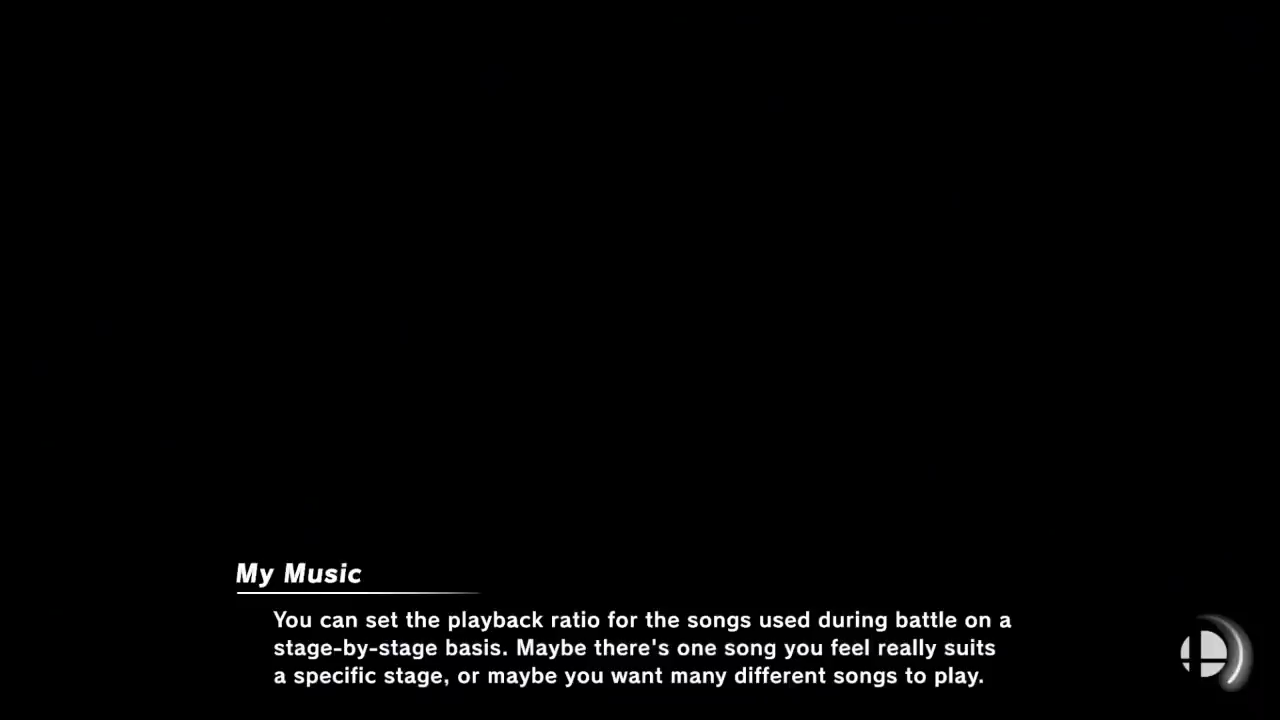 My Music
You can set the playback ratio for the songs used during battle on a
stage-by-stage basis. Maybe there's one song you feel really suits
a specific stage, or maybe you want many different songs to play.